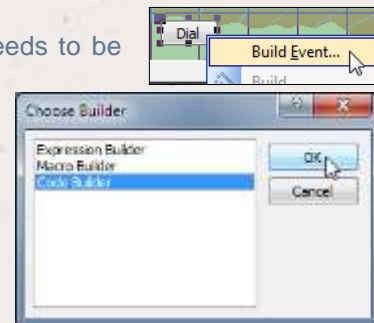 eeds to be
Dial
Build Event...
Build
Choose Builder
Expression Builder
Macro Builder
Code Builder
OK
Cancel